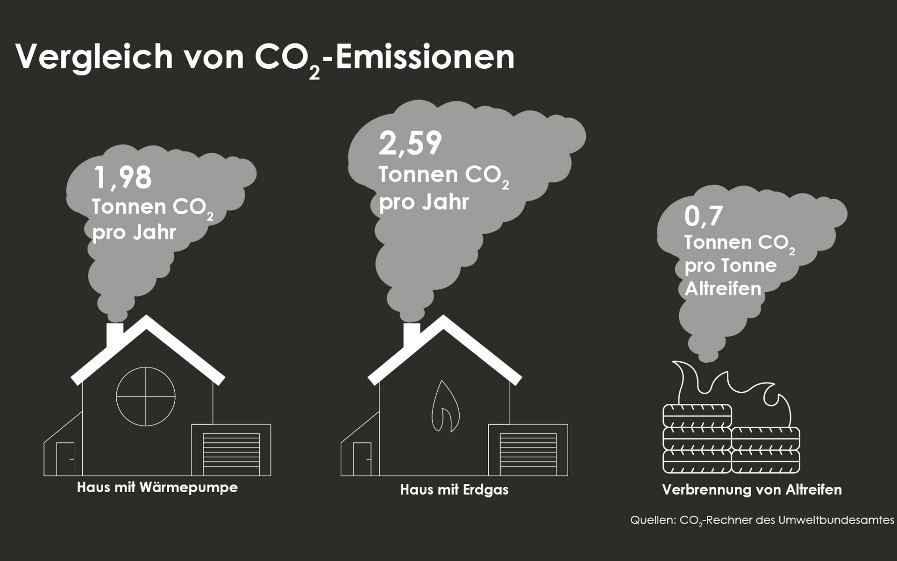 Vergleich von CO₂-Emissionen
1,98
Tonnen CO₂
pro Jahr
2,59
Tonnen CO₂
pro Jahr
0,7
Tonnen CO₂
pro Tonne
Altreifen
Haus mit Wärmepumpe
Haus mit Erdgas
Verbrennung von Altreifen
Quellen: CO₂-Rechner des Umweltbundesamtes